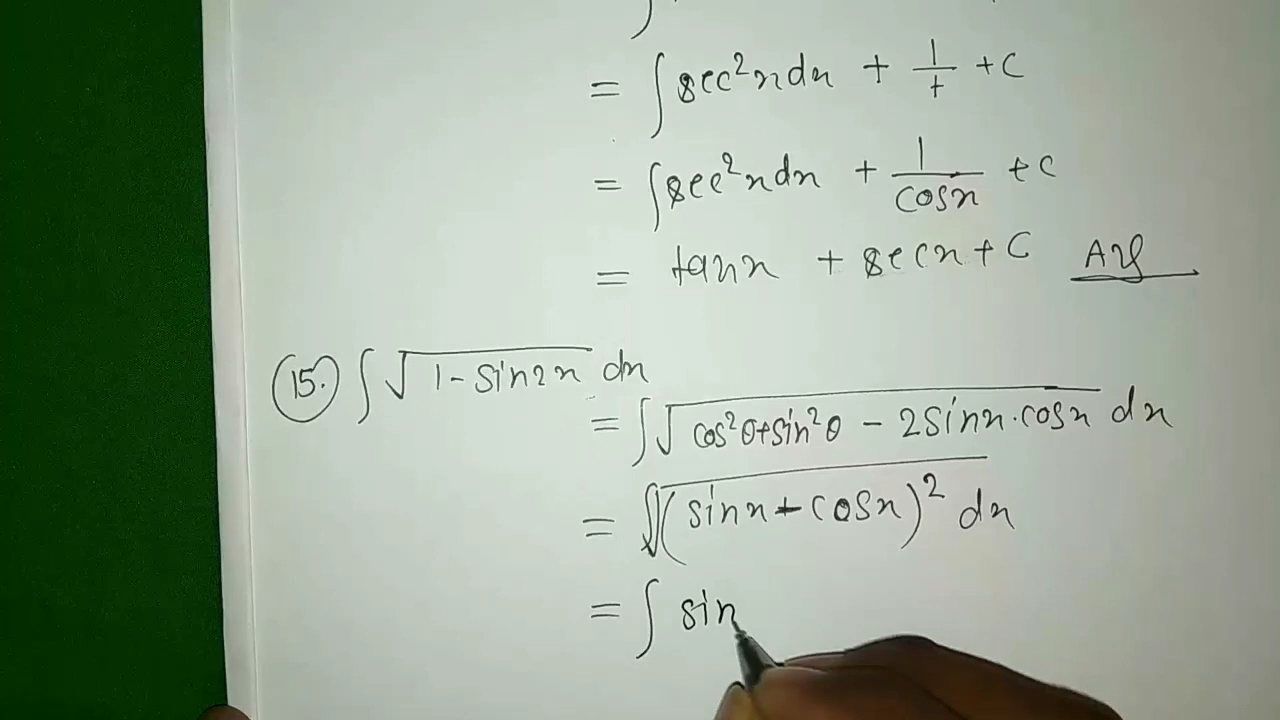 ∫
= ∫sec²x dx + 1/t + C
= ∫sec²x dx + 1/cosx + C
= tanx + secx + C Ans
15. ∫√(1 - sin2x) dx
= ∫√(cos²θ+sin²θ - 2sinx·cosx) dx
= ∫√(sinx - cosx)² dx
= ∫ sin